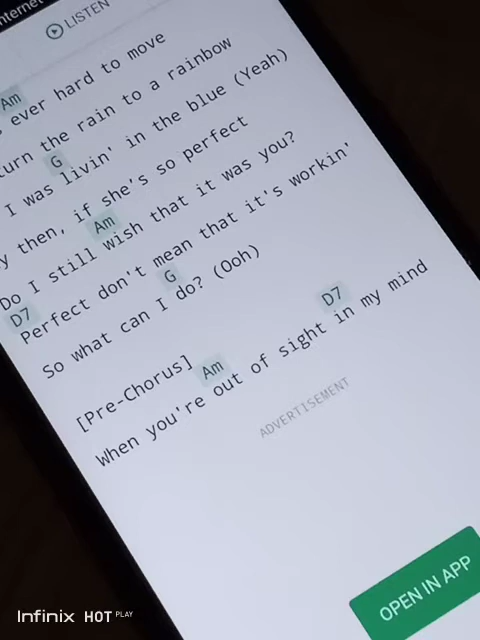 nternet
LISTEN
Am
ever hard to move
turn the rain to a rainbow
G
I was livin' in the blue (Yeah)
y then, if she's so perfect
Am
Do I still wish that it was you?
D7
Perfect don't mean that it's workin'
G
So what can I do? (Ooh)
[Pre-Chorus]
Am D7
When you're out of sight in my mind
ADVERTISEMENT
OPEN IN APP
Infinix HOT PLAY